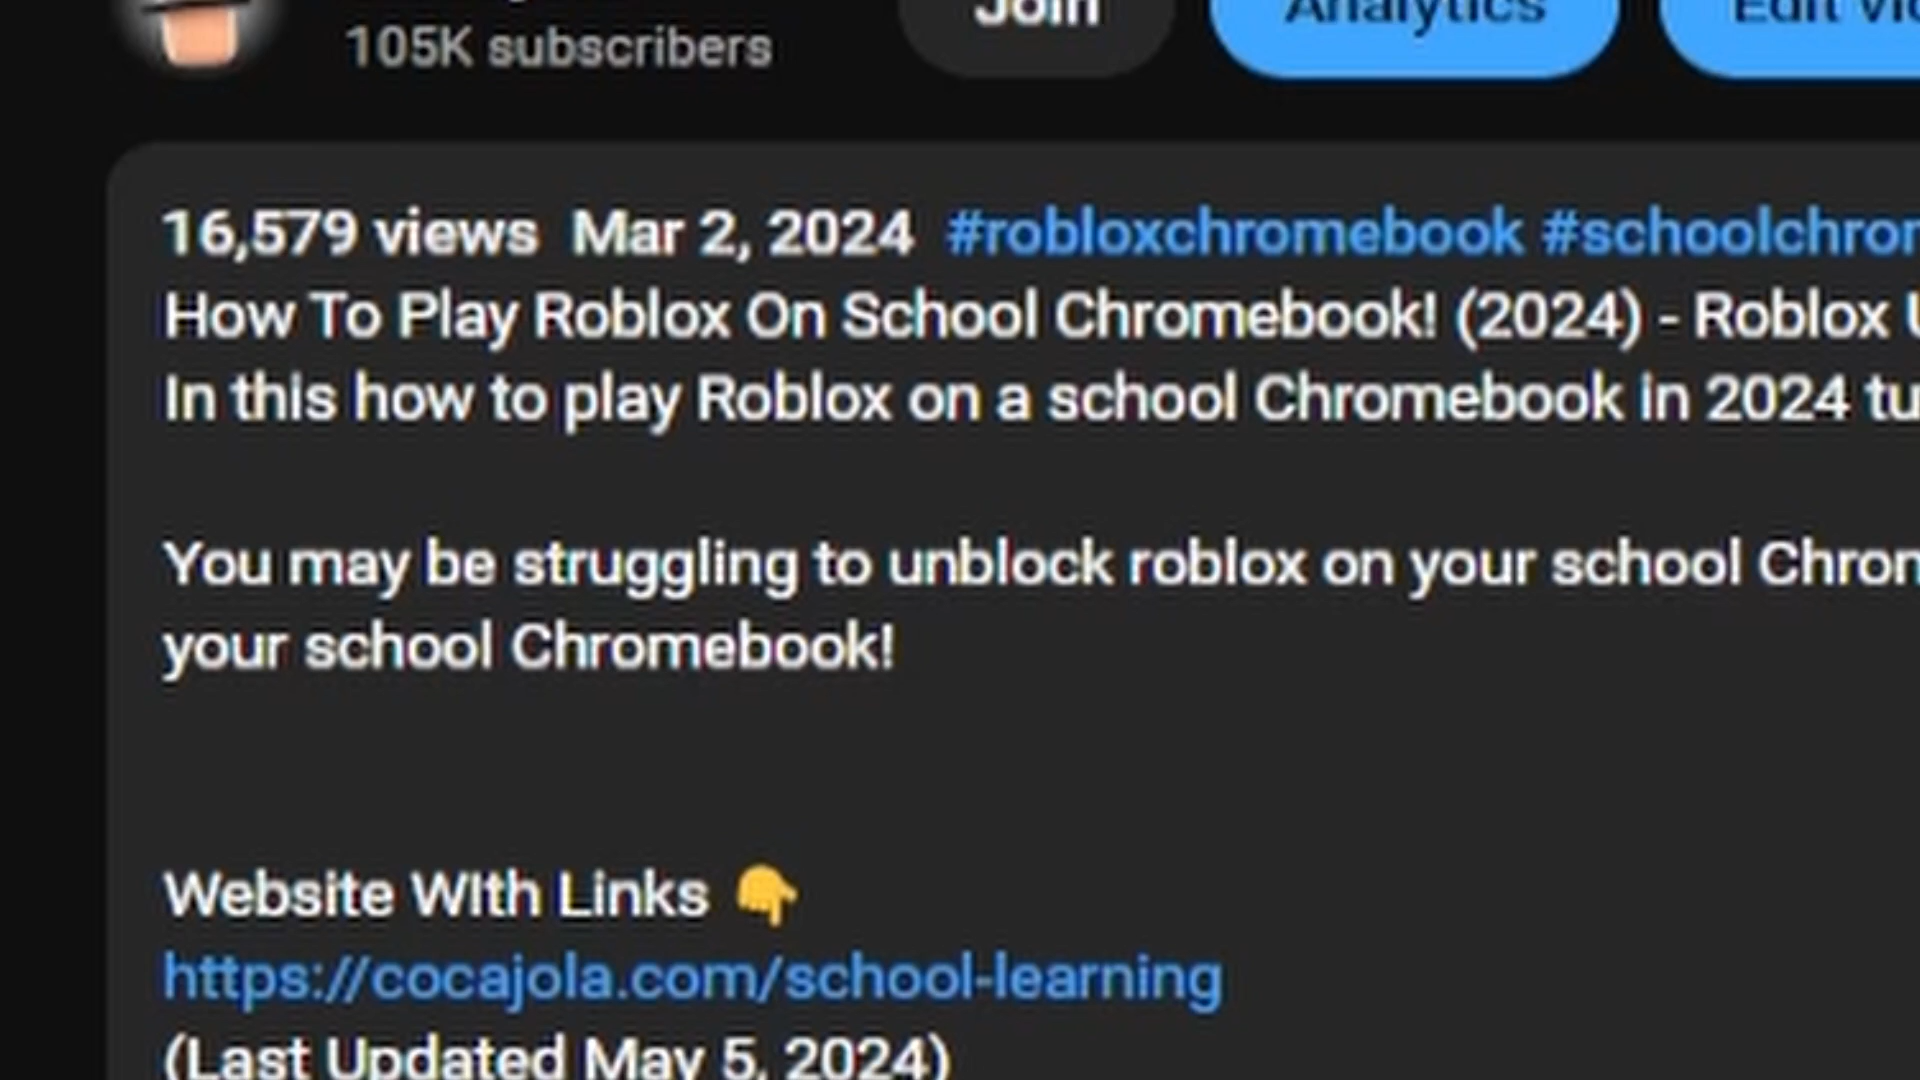 105K subscribers
Join
Analytics
Edit
16,579 views Mar 2, 2024 #robloxchromebook
How To Play Roblox On School Chromebook! (2024) - Roblox
In this how to play Roblox on a school Chromebook in 2024
You may be struggling to unblock roblox on your school
your school Chromebook!
Website WIth Links 👇
https://cocajola.com/school-learning
(Last Updated May 5, 2024)